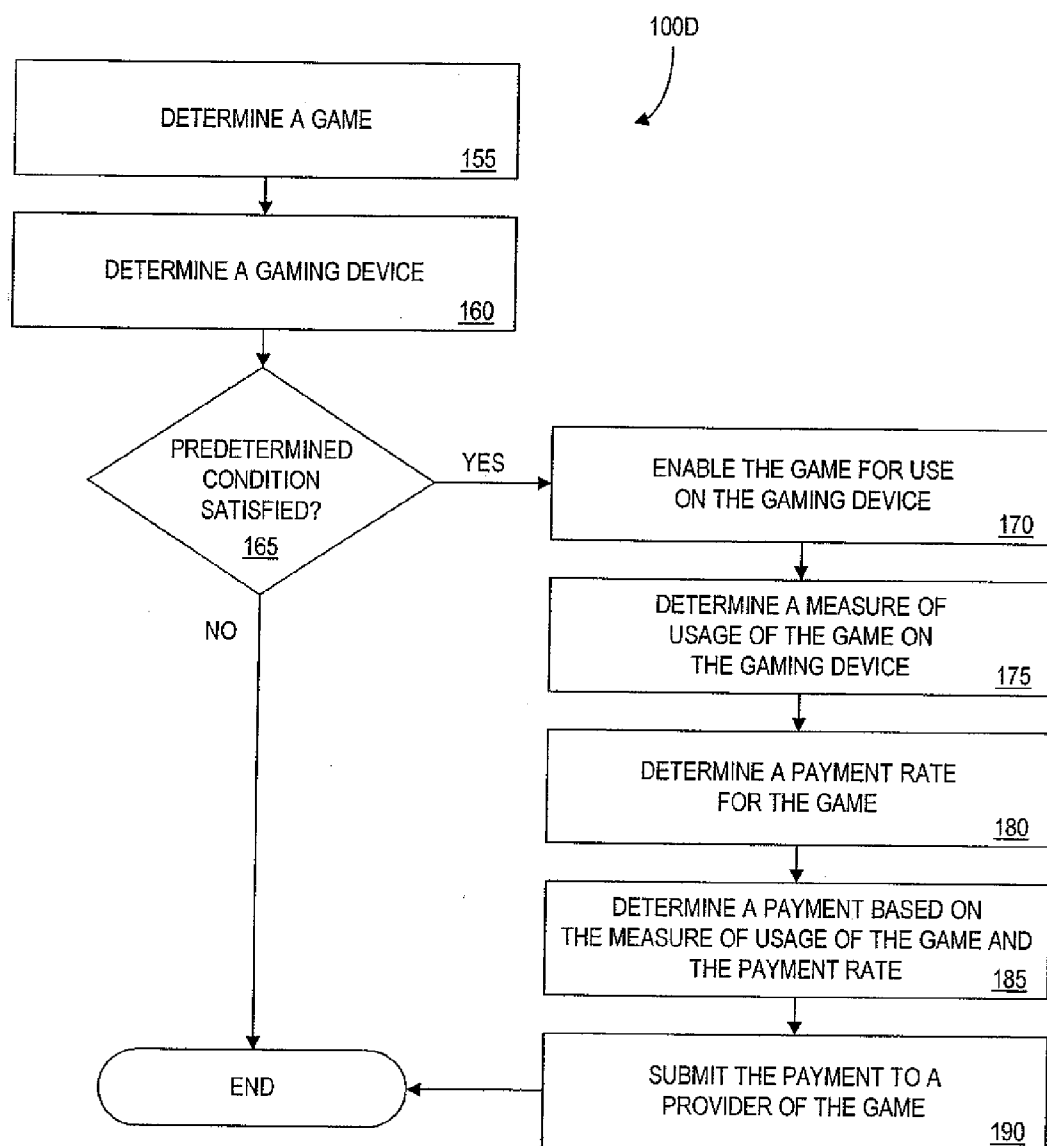 100D
DETERMINE A GAME
155
DETERMINE A GAMING DEVICE
160
PREDETERMINED
CONDITION
SATISFIED?
165
YES
NO
ENABLE THE GAME FOR USE
ON THE GAMING DEVICE
170
DETERMINE A MEASURE OF
USAGE OF THE GAME ON
THE GAMING DEVICE
175
DETERMINE A PAYMENT RATE
FOR THE GAME
180
DETERMINE A PAYMENT BASED ON
THE MEASURE OF USAGE OF THE GAME AND
THE PAYMENT RATE
185
SUBMIT THE PAYMENT TO A
PROVIDER OF THE GAME
190
END